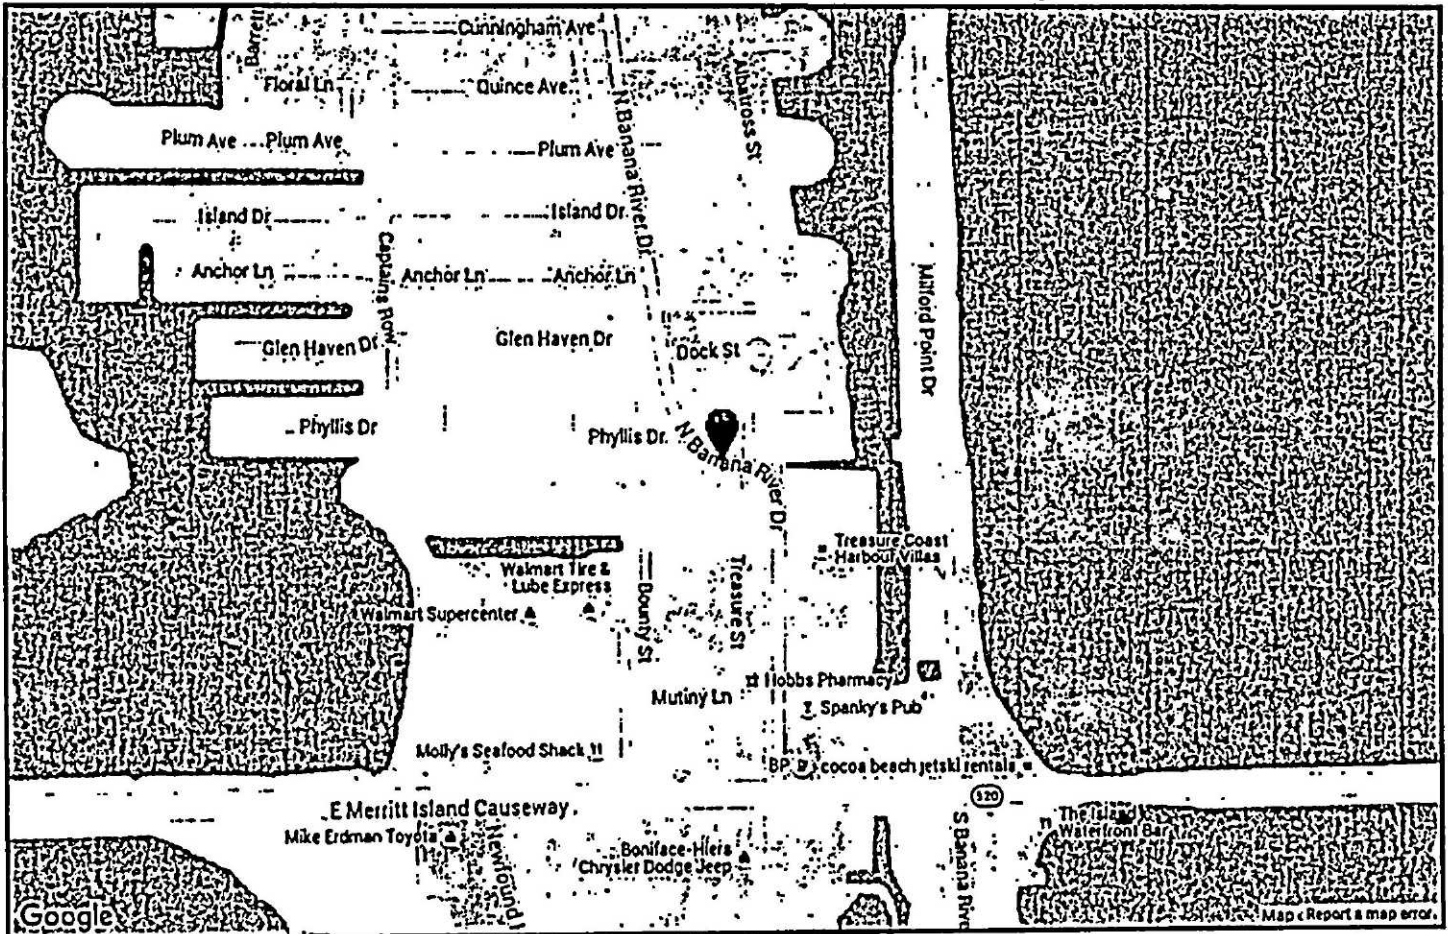 Cunningham Ave
Floral Ln
Quince Ave
Albatross St
N Banana River Dr
Plum Ave
Plum Ave
Plum Ave
Island Dr
Island Dr
Captains Row
Anchor Ln
Anchor Ln
Anchor Ln
Milford Point Dr
Glen Haven Dr
Glen Haven Dr
Dock St
Phyllis Dr
Phyllis Dr
N Banana River Dr
Treasure Coast
Harbour Villas
Walmart Tire &
Lube Express
Walmart Supercenter
Bounty St
Treasure St
Hobbs Pharmacy
Mutiny Ln
Spanky's Pub
Molly's Seafood Shack
BP
cocoa beach jetski rentals
E Merritt Island Causeway
520
Mike Erdman Toyota
The Island
Waterfront Bar
Boniface-Hiers
Chrysler Dodge Jeep
Newfound
S Banana Rive
Google
Report a map error